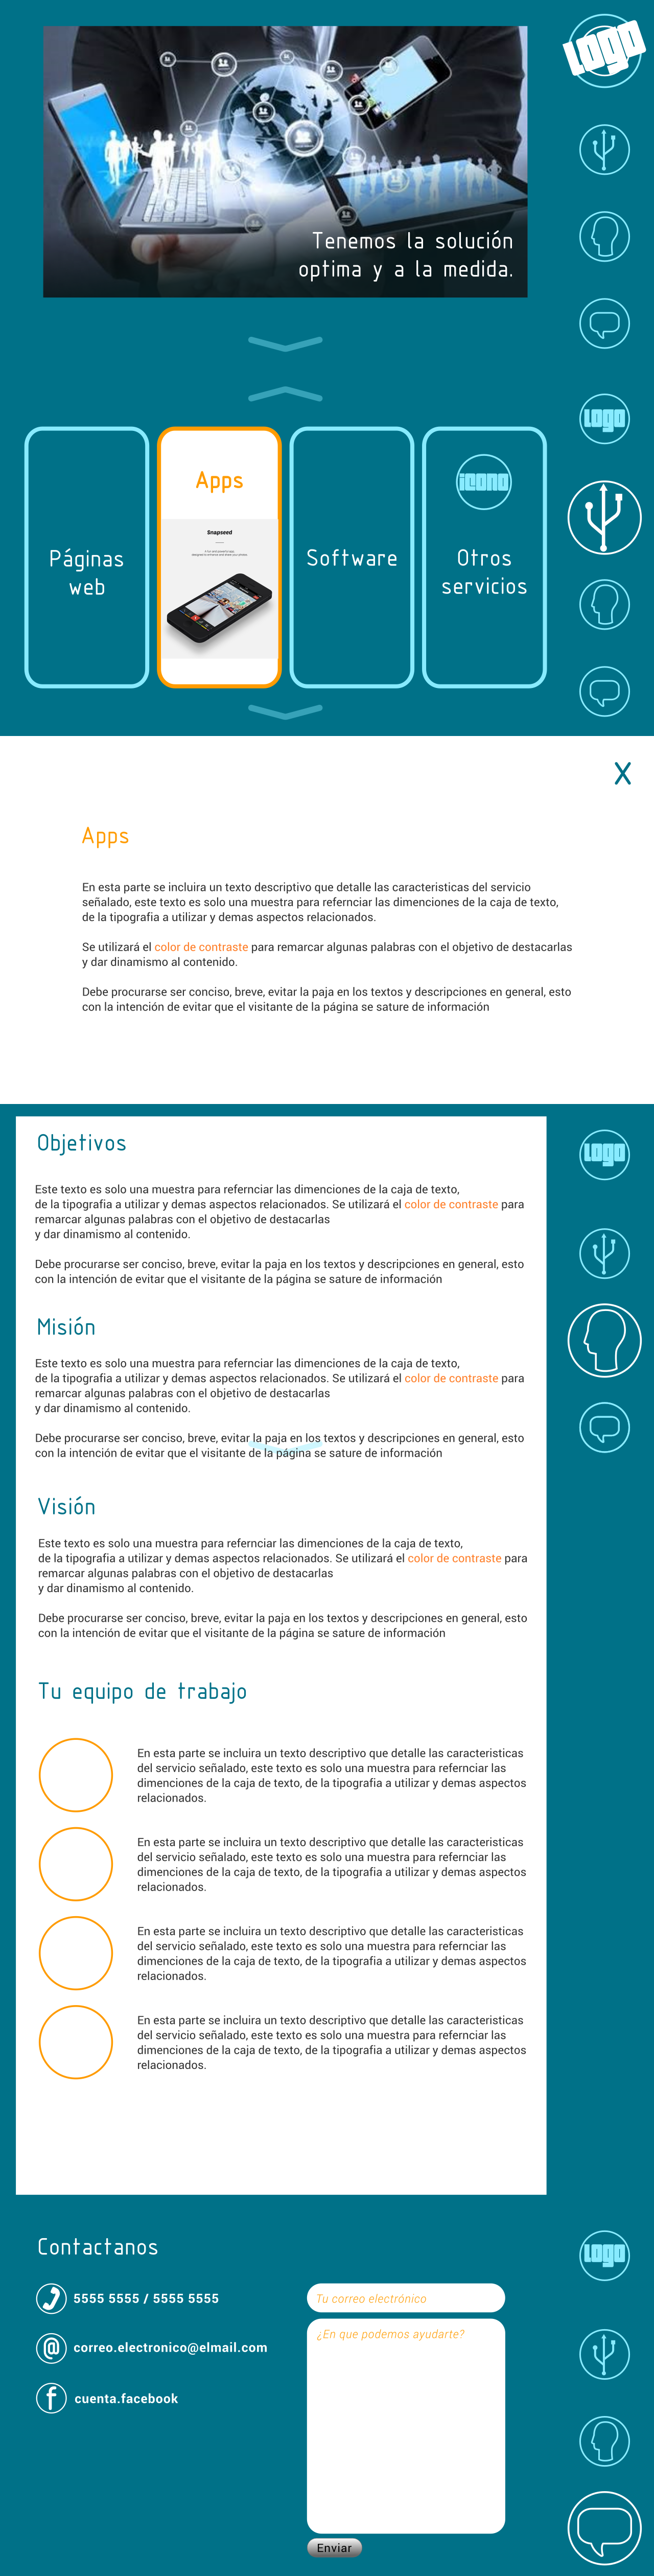 Logo
Tenemos la solución
optima y a la medida.
Logo
Páginas
web
Apps
Snapseed
Software
icono
Otros
servicios
X
Apps
En esta parte se incluira un texto descriptivo que detalle las caracteristicas del servicio
señalado, este texto es solo una muestra para refernciar las dimenciones de la caja de texto,
de la tipografia a utilizar y demas aspectos relacionados.
Se utilizará el color de contraste para remarcar algunas palabras con el objetivo de destacarlas
y dar dinamismo al contenido.
Debe procurarse ser conciso, breve, evitar la paja en los textos y descripciones en general, esto
con la intención de evitar que el visitante de la página se sature de información
Logo
Objetivos
Este texto es solo una muestra para refernciar las dimenciones de la caja de texto,
de la tipografia a utilizar y demas aspectos relacionados. Se utilizará el color de contraste para
remarcar algunas palabras con el objetivo de destacarlas
y dar dinamismo al contenido.
Debe procurarse ser conciso, breve, evitar la paja en los textos y descripciones en general, esto
con la intención de evitar que el visitante de la página se sature de información
Misión
Este texto es solo una muestra para refernciar las dimenciones de la caja de texto,
de la tipografia a utilizar y demas aspectos relacionados. Se utilizará el color de contraste para
remarcar algunas palabras con el objetivo de destacarlas
y dar dinamismo al contenido.
Debe procurarse ser conciso, breve, evitar la paja en los textos y descripciones en general, esto
con la intención de evitar que el visitante de la página se sature de información
Visión
Este texto es solo una muestra para refernciar las dimenciones de la caja de texto,
de la tipografia a utilizar y demas aspectos relacionados. Se utilizará el color de contraste para
remarcar algunas palabras con el objetivo de destacarlas
y dar dinamismo al contenido.
Debe procurarse ser conciso, breve, evitar la paja en los textos y descripciones en general, esto
con la intención de evitar que el visitante de la página se sature de información
Tu equipo de trabajo
En esta parte se incluira un texto descriptivo que detalle las caracteristicas
del servicio señalado, este texto es solo una muestra para refernciar las
dimenciones de la caja de texto, de la tipografia a utilizar y demas aspectos
relacionados.
En esta parte se incluira un texto descriptivo que detalle las caracteristicas
del servicio señalado, este texto es solo una muestra para refernciar las
dimenciones de la caja de texto, de la tipografia a utilizar y demas aspectos
relacionados.
En esta parte se incluira un texto descriptivo que detalle las caracteristicas
del servicio señalado, este texto es solo una muestra para refernciar las
dimenciones de la caja de texto, de la tipografia a utilizar y demas aspectos
relacionados.
En esta parte se incluira un texto descriptivo que detalle las caracteristicas
del servicio señalado, este texto es solo una muestra para refernciar las
dimenciones de la caja de texto, de la tipografia a utilizar y demas aspectos
relacionados.
Logo
Contactanos
5555 5555 / 5555 5555
@ correo.electronico@elmail.com
f cuenta.facebook
Tu correo electrónico
¿En que podemos ayudarte?
Enviar